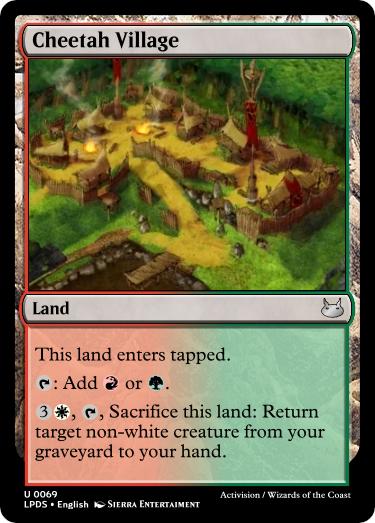 Cheetah Village
Land
This land enters tapped.
: Add or .
3 , , Sacrifice this land: Return
target non-white creature from your
graveyard to your hand.
U 0069
LPDS • English SIERRA ENTERTAIMENT
Activision / Wizards of the Coast